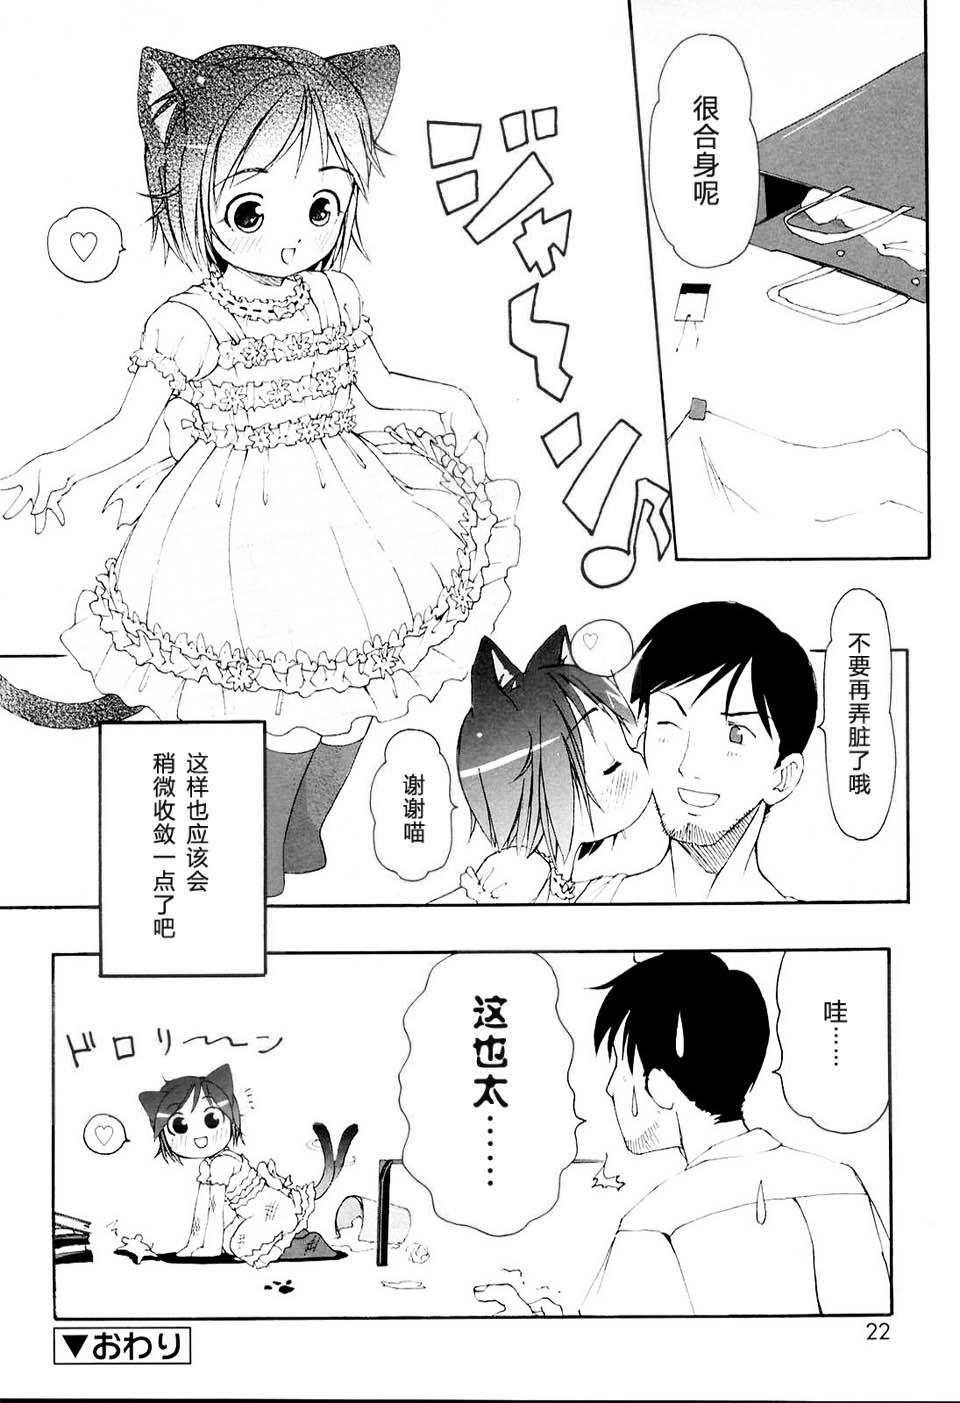 很合身呢
ジャーーン♪
不要再弄脏了哦
谢谢喵
这样也应该会
稍微收敛一点了吧
哇……
这也太……
ドロリ～～ン
▼おわり
22